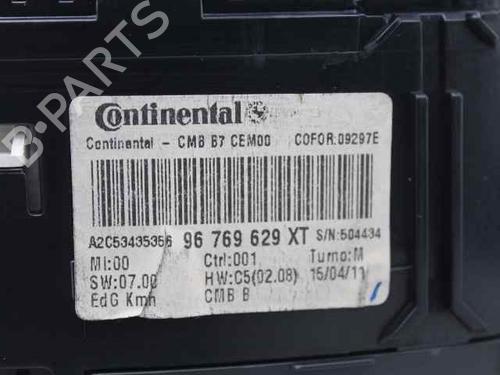 Continental
Continental - CMB B7 CEM00 COFOR:09297E
A2C53435356 96 769 629 XT S/N:504434
MI:00 Ctrl:001 Turno:M
SW:07.00 HW:C5(02.08) 15/04/11
EdG Kmh CMB B
B-PARTS